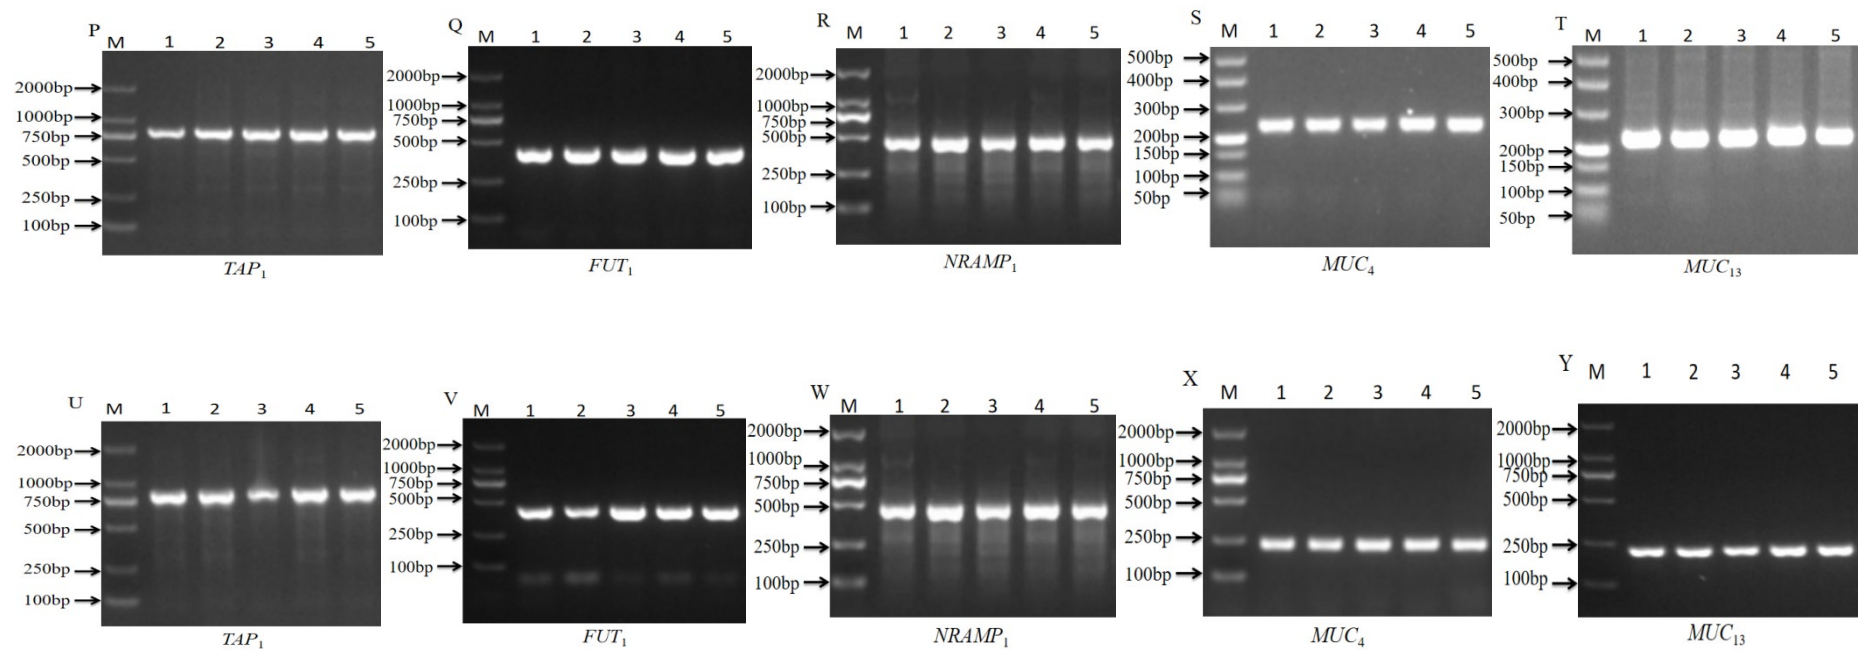 P M 1 2 3 4 5
2000bp
1000bp
750bp
500bp
250bp
100bp
TAP1
Q M 1 2 3 4 5
2000bp
1000bp
750bp
500bp
250bp
100bp
FUT1
R M 1 2 3 4 5
2000bp
1000bp
750bp
500bp
250bp
100bp
NRAMP1
S M 1 2 3 4 5
500bp
400bp
300bp
200bp
150bp
100bp
50bp
MUC4
T M 1 2 3 4 5
500bp
400bp
300bp
200bp
150bp
100bp
50bp
MUC13
U M 1 2 3 4 5
2000bp
1000bp
750bp
500bp
250bp
100bp
TAP1
V M 1 2 3 4 5
2000bp
1000bp
750bp
500bp
250bp
100bp
FUT1
W M 1 2 3 4 5
2000bp
1000bp
750bp
500bp
250bp
100bp
NRAMP1
X M 1 2 3 4 5
2000bp
1000bp
750bp
500bp
250bp
100bp
MUC4
Y M 1 2 3 4 5
2000bp
1000bp
750bp
500bp
250bp
100bp
MUC13